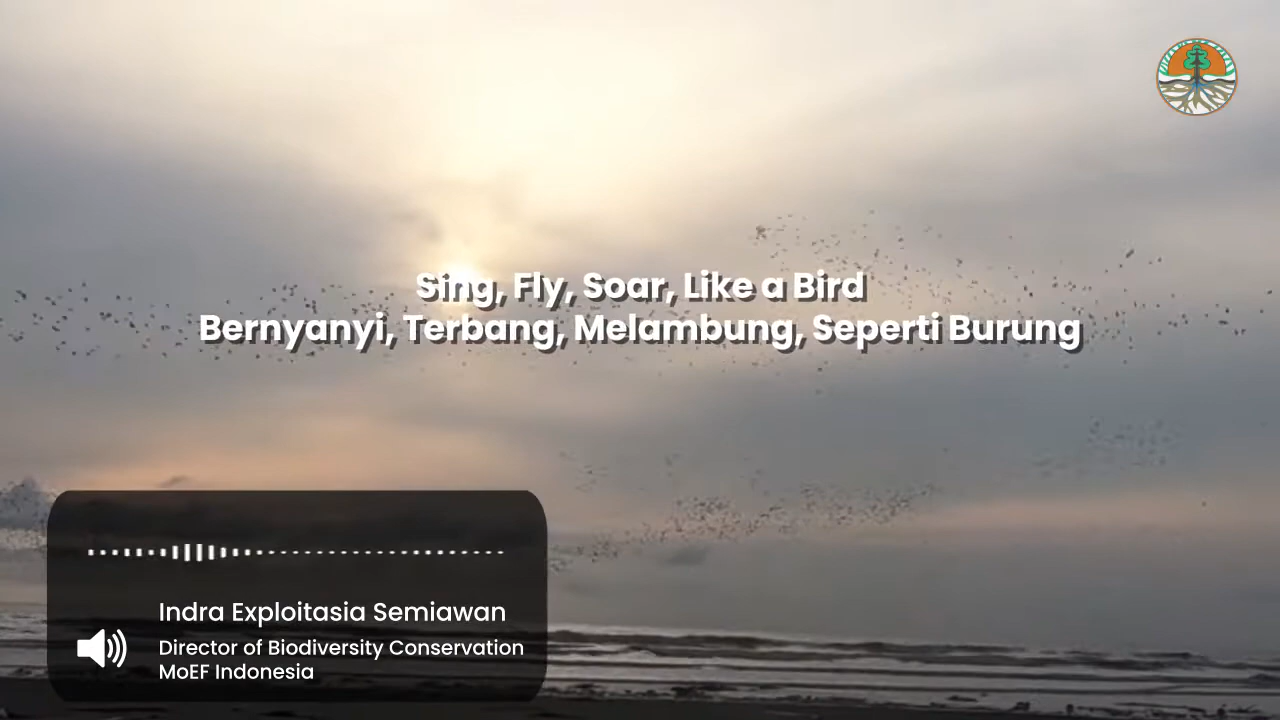 Sing, Fly, Soar, Like a Bird
Bernyanyi, Terbang, Melambung, Seperti Burung
Indra Exploitasia Semiawan
Director of Biodiversity Conservation
MoEF Indonesia